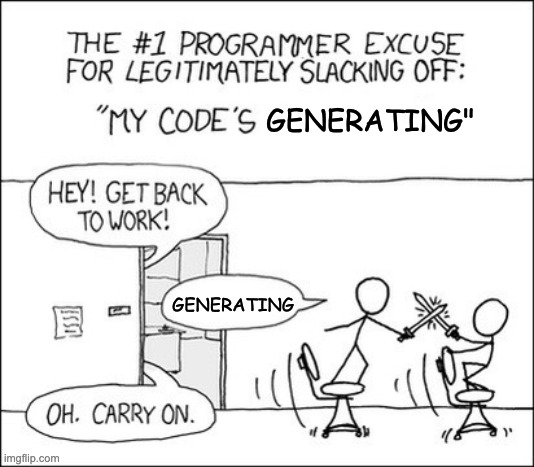 THE #1 PROGRAMMER EXCUSE
FOR LEGITIMATELY SLACKING OFF:
"MY CODE'S GENERATING"
HEY! GET BACK
TO WORK!
GENERATING
OH. CARRY ON.
imgflip.com